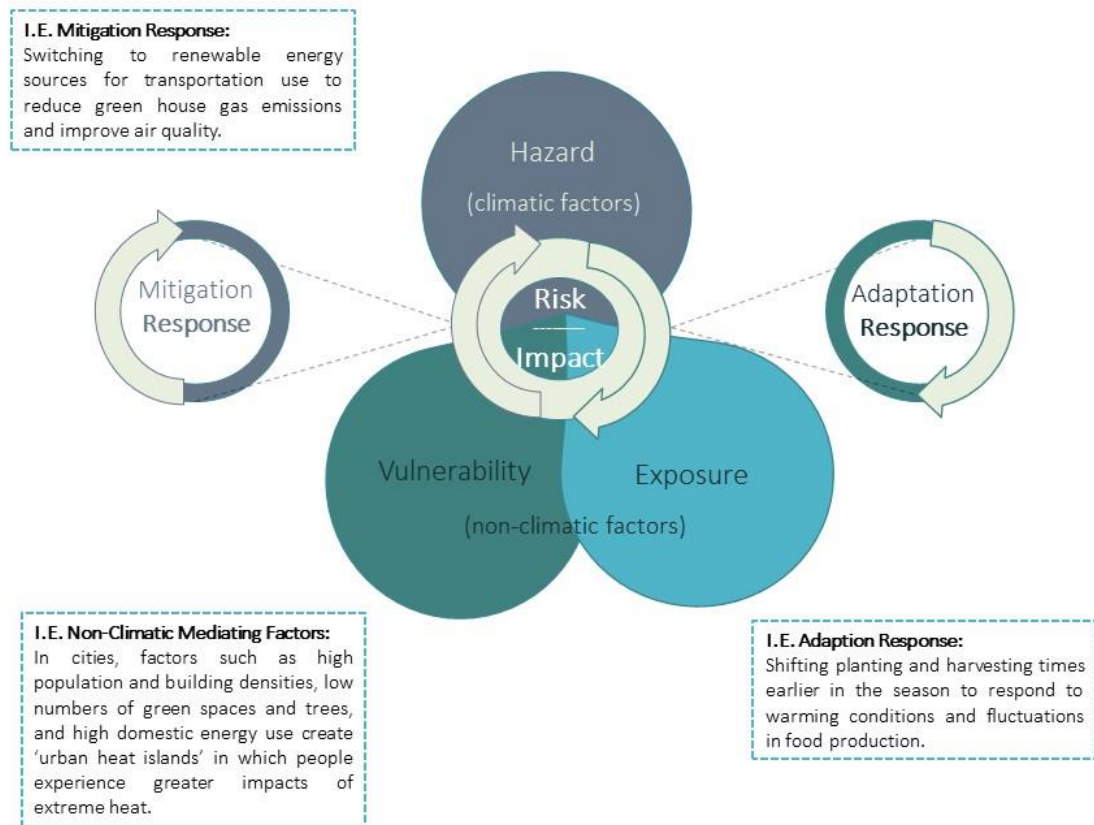 I.E. Mitigation Response:
Switching to renewable energy
sources for transportation use to
reduce green house gas emissions
and improve air quality.
Hazard
(climatic factors)
Mitigation
Response
Risk
Impact
Adaptation
Response
Vulnerability
Exposure
(non-climatic factors)
I.E. Non-Climatic Mediating Factors:
In cities, factors such as high
population and building densities, low
numbers of green spaces and trees,
and high domestic energy use create
‘urban heat islands’ in which people
experience greater impacts of
extreme heat.
I.E. Adaption Response:
Shifting planting and harvesting times
earlier in the season to respond to
warming conditions and fluctuations
in food production.